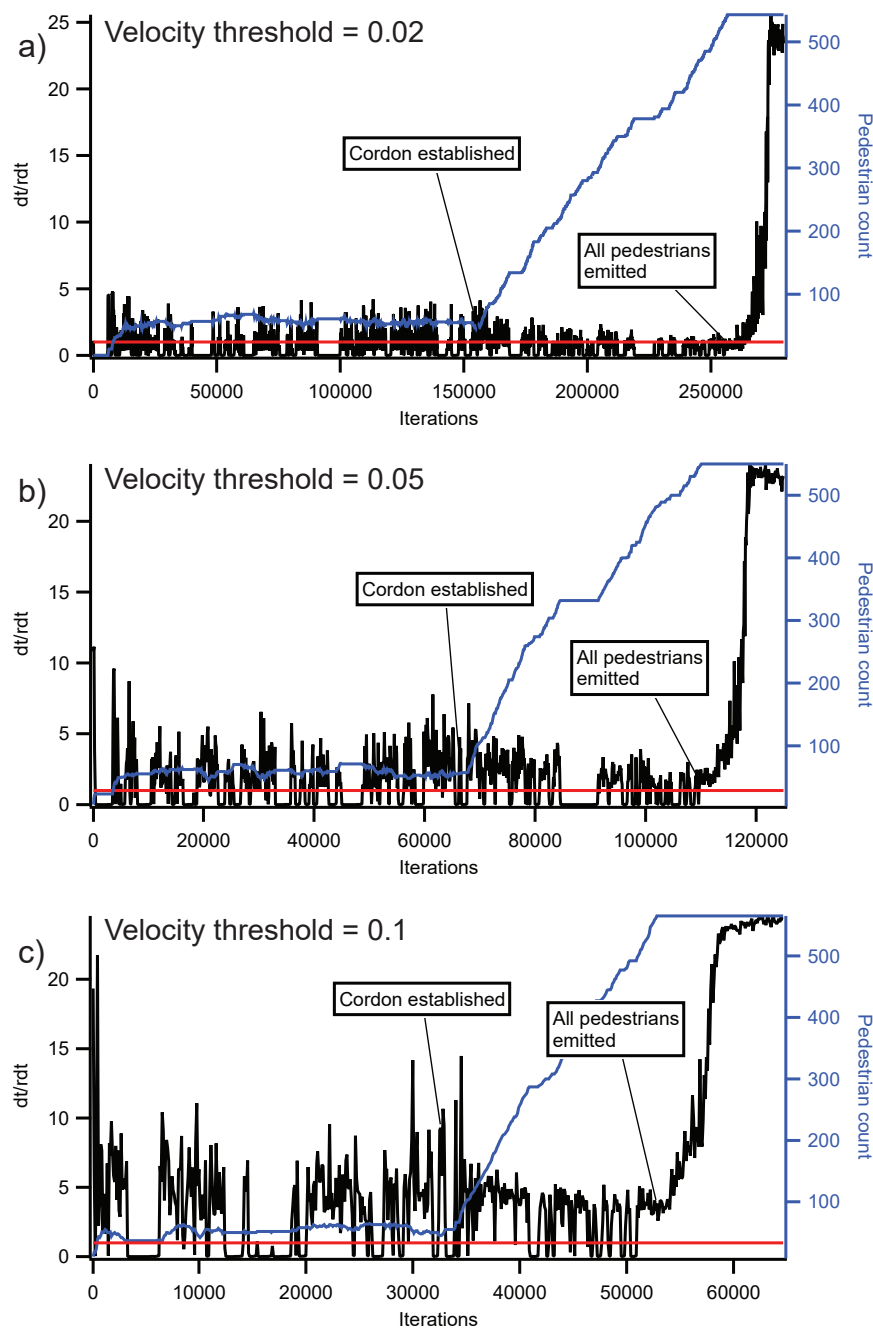 a)
Velocity threshold = 0.02
25
20
15
10
5
0
dt/rdt
500
400
300
200
100
Pedestrian count
Cordon established
All pedestrians
emitted
0 50000 100000 150000 200000 250000
Iterations
b)
Velocity threshold = 0.05
20
15
10
5
0
dt/rdt
500
400
300
200
100
Pedestrian count
Cordon established
All pedestrians
emitted
0 20000 40000 60000 80000 100000 120000
Iterations
c)
Velocity threshold = 0.1
20
15
10
5
0
dt/rdt
500
400
300
200
100
Pedestrian count
Cordon established
All pedestrians
emitted
0 10000 20000 30000 40000 50000 60000
Iterations